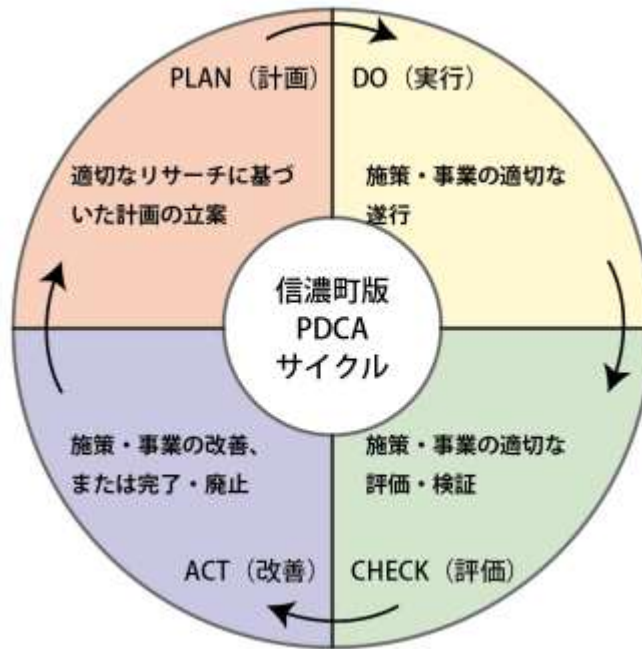 PLAN（計画）
適切なリサーチに基づ
いた計画の立案
DO（実行）
施策・事業の適切な
遂行
信濃町版
PDCA
サイクル
施策・事業の適切な
評価・検証
CHECK（評価）
施策・事業の改善、
または完了・廃止
ACT（改善）